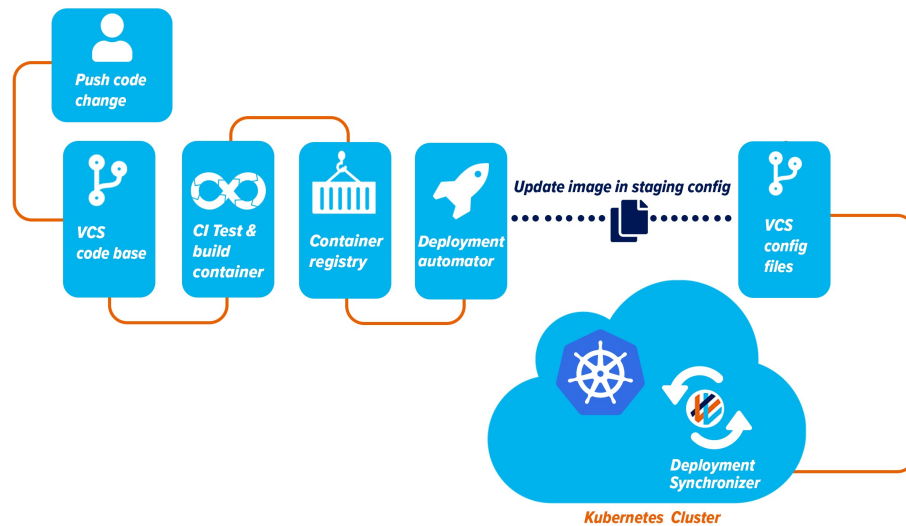 Push code
change
VCS
code base
CI Test &
build
container
Container
registry
Deployment
automator
Update image in staging config
VCS
config
files
Deployment
Synchronizer
Kubernetes Cluster